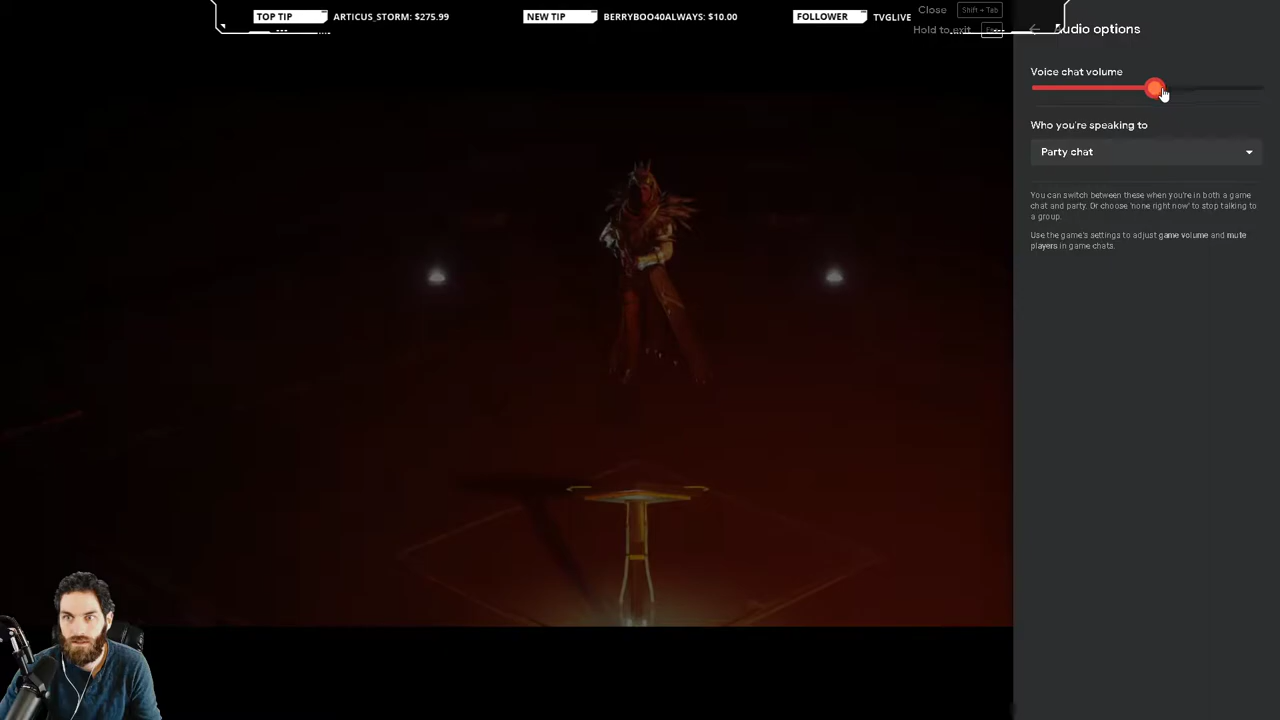 TOP TIP ARTICUS_STORM: $275.99 NEW TIP BERRYBOO40ALWAYS: $10.00 FOLLOWER TVGLIVE
Close Shift + Tab
Hold to exit
Audio options
Voice chat volume
Who you're speaking to
Party chat
You can switch between these when you're in both a game
chat and party. Or choose 'none right now' to stop talking to
a group.
Use the game's settings to adjust game volume and mute
players in game chats.